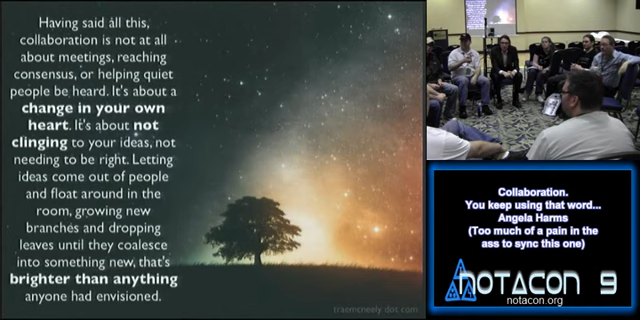 Having said all this,
collaboration is not at all
about meetings, reaching
consensus, or helping quiet
people be heard. It's about a
change in your own
heart. It's about not
clinging to your ideas, not
needing to be right. Letting
ideas come out of people
and float around in the
room, growing new
branches and dropping
leaves until they coalesce
into something new, that's
brighter than anything
anyone had envisioned.
Collaboration.
You keep using that word...
Angela Harms
(Too much of a pain in the
ass to sync this one)
NOTACON 9
notacon.org